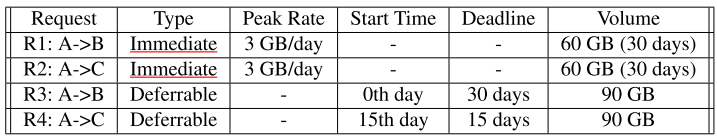 Request Type Peak Rate Start Time Deadline Volume
R1: A->B Immediate 3 GB/day - - 60 GB (30 days)
R2: A->C Immediate 3 GB/day - - 60 GB (30 days)
R3: A->B Deferrable - 0th day 30 days 90 GB
R4: A->C Deferrable - 15th day 15 days 90 GB